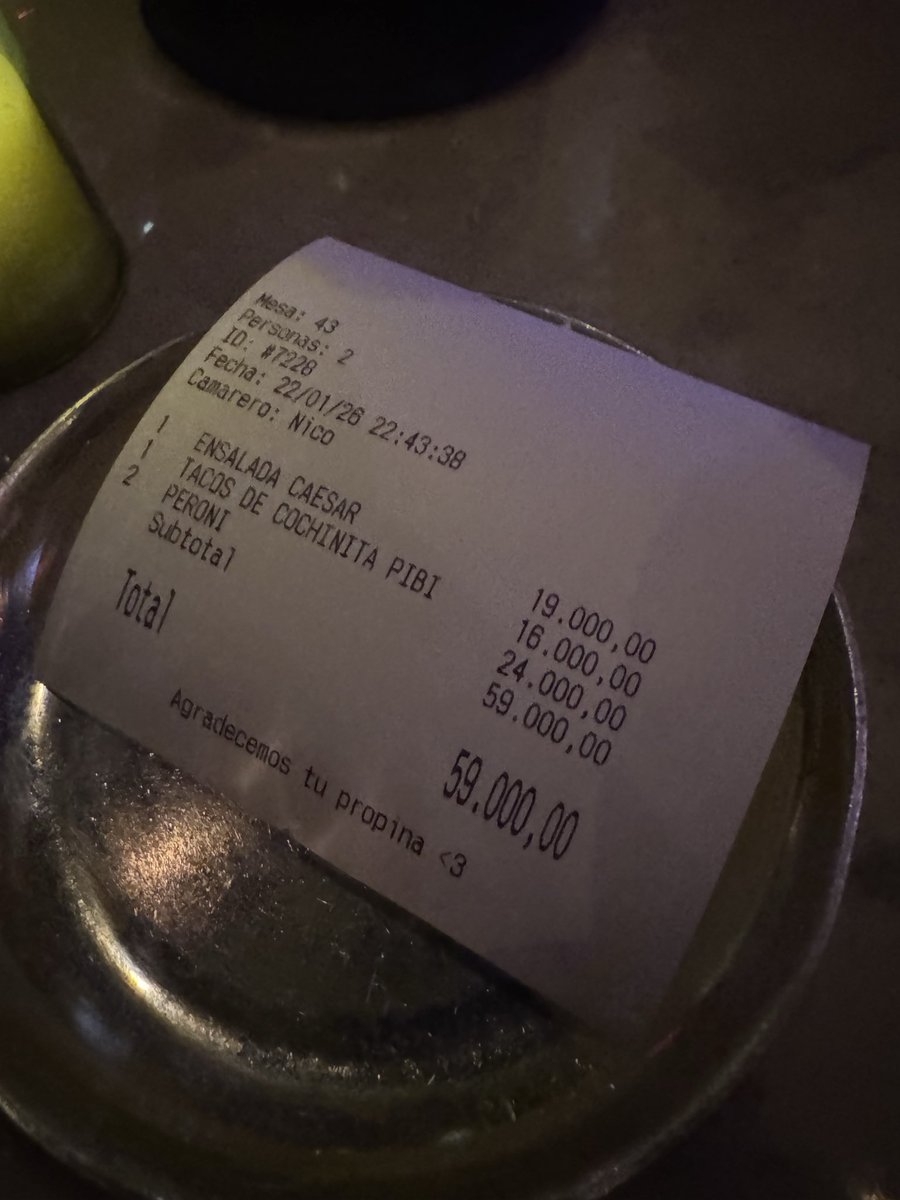 Mesa: 43
Personas: 2
ID: #7228
Fecha: 22/01/26 22:43:38
Camarero: Nico
1 ENSALADA CAESAR 19.000,00
1 TACOS DE COCHINITA PIBI 16.000,00
2 PERONI 24.000,00
Subtotal 59.000,00
Total 59.000,00
Agradecemos tu propina <3